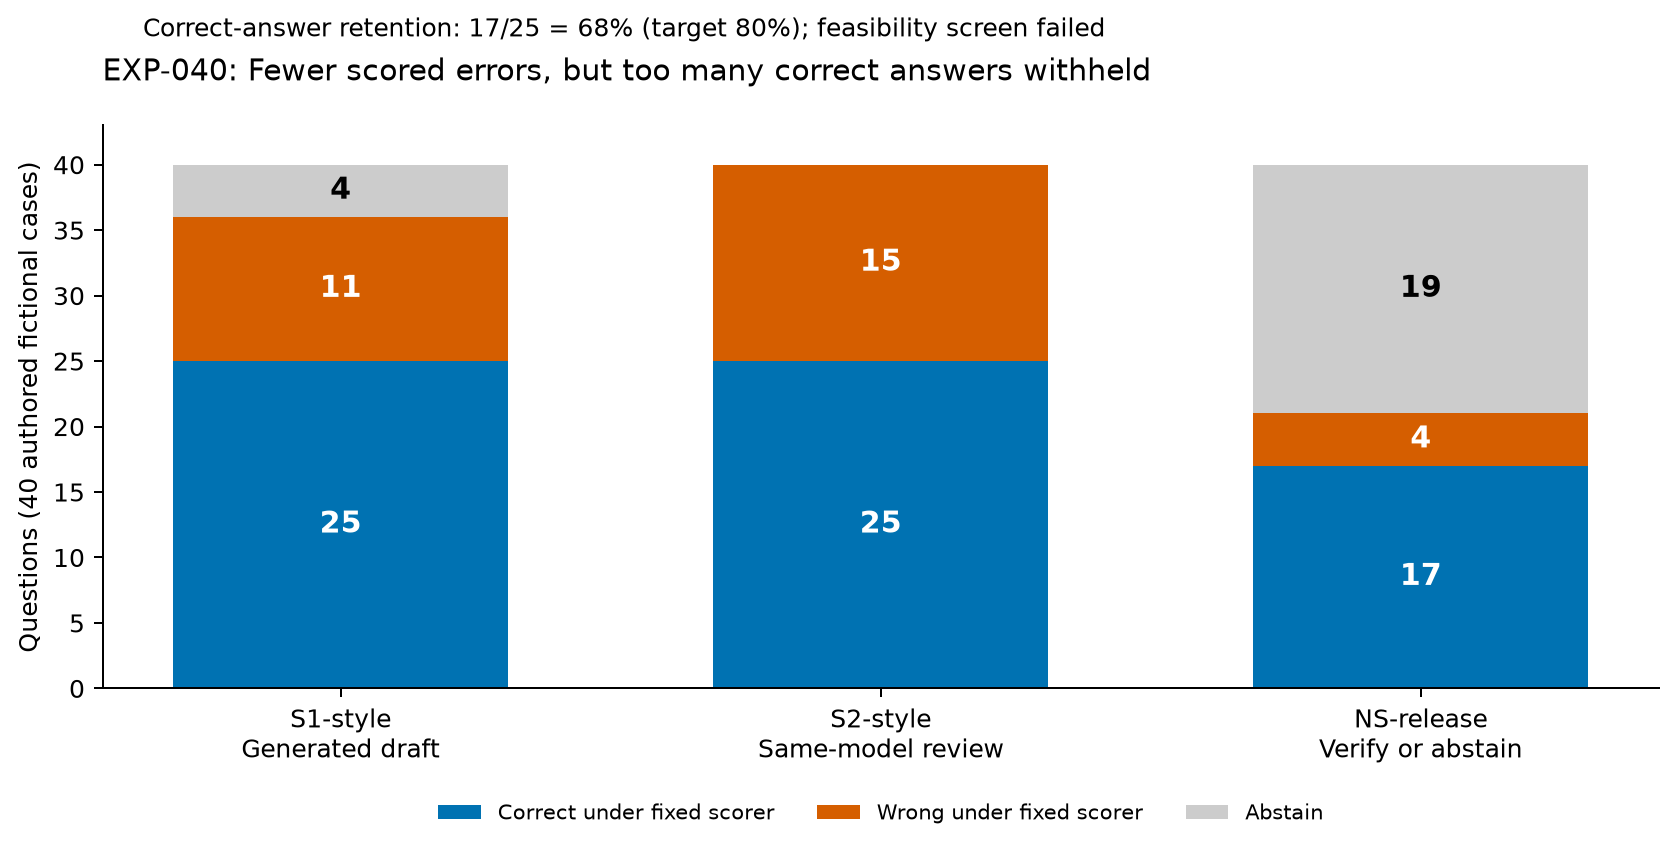 Correct-answer retention: 17/25 = 68% (target 80%); feasibility screen failed
EXP-040: Fewer scored errors, but too many correct answers withheld
Questions (40 authored fictional cases)
40
35
30
25
20
15
10
5
0
4
11
25
15
25
19
4
17
S1-style
Generated draft
S2-style
Same-model review
NS-release
Verify or abstain
Correct under fixed scorer
Wrong under fixed scorer
Abstain